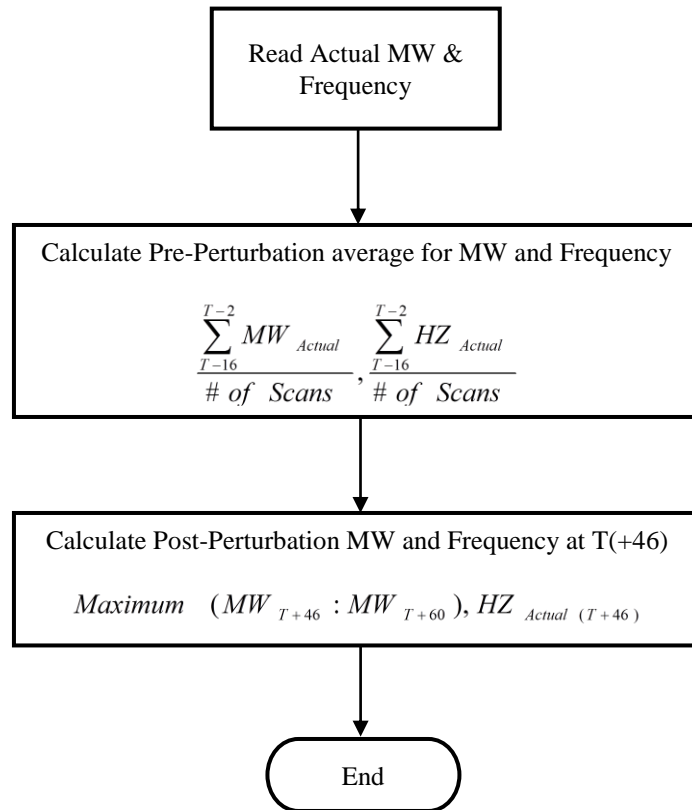 Read Actual MW &
Frequency
Calculate Pre-Perturbation average for MW and Frequency
T−2 T−2
∑ MW Actual ∑ HZ Actual
T−16 T−16
# of Scans , # of Scans
Calculate Post-Perturbation MW and Frequency at T(+46)
Maximum (MW T+46 : MW T+60), HZ Actual (T+46)
End